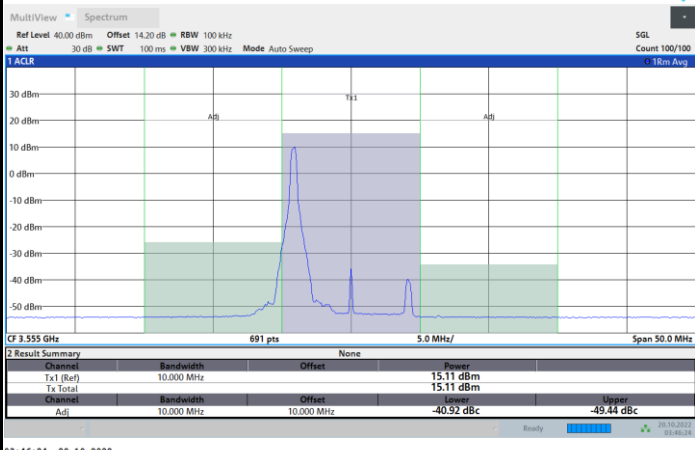 MultiView Spectrum
Ref Level 40.00 dBm Offset 14.20 dB RBW 100 kHz SGL
Att 30 dB SWT 100 ms VBW 300 kHz Mode Auto Sweep Count 100/100
1 ACLR 1Rm Avg
30 dBm
Tx1
20 dBm Adj Adj
10 dBm
0 dBm
-10 dBm
-20 dBm
-30 dBm
-40 dBm
-50 dBm
CF 3.555 GHz 691 pts 5.0 MHz/ Span 50.0 MHz
2 Result Summary None
Channel Bandwidth Offset Power
Tx1 (Ref) 10.000 MHz 15.11 dBm
Tx Total 15.11 dBm
Channel Bandwidth Offset Lower Upper
Adj 10.000 MHz 10.000 MHz -40.92 dBc -49.44 dBc
Ready 20.10.2022
03:46:24